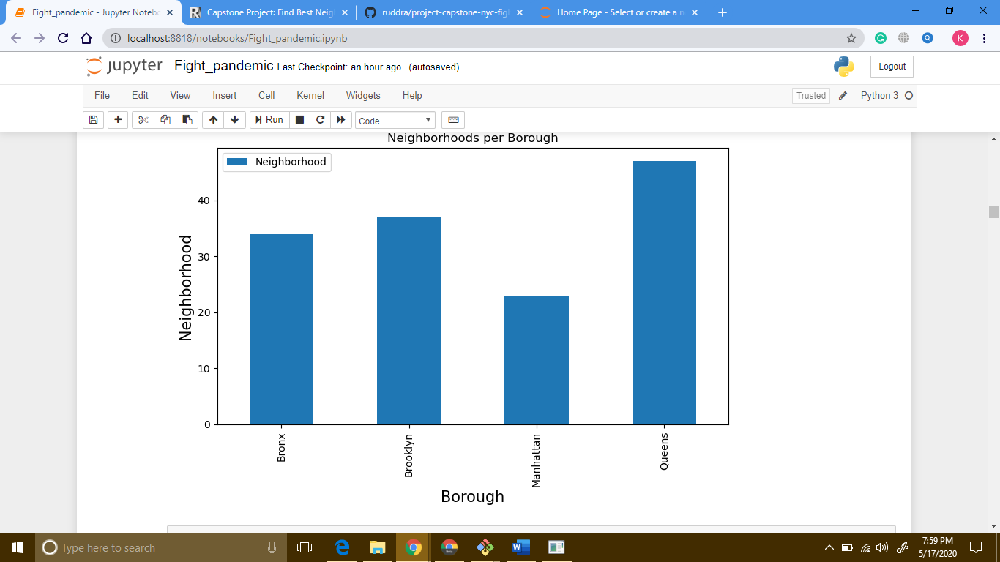 Fight_pandemic - Jupyter Notebo
Capstone Project: Find Best Neig
ruddra/project-capstone-nyc-fig
Home Page - Select or create a n
localhost:8818/notebooks/Fight_pandemic.ipynb
K
jupyter Fight_pandemic Last Checkpoint: an hour ago (autosaved)
Logout
File Edit View Insert Cell Kernel Widgets Help
Trusted Python 3
Run Code
Neighborhoods per Borough
Neighborhood
Neighborhood
40
30
20
10
0
Bronx
Brooklyn
Manhattan
Queens
Borough
Type here to search
7:59 PM
5/17/2020